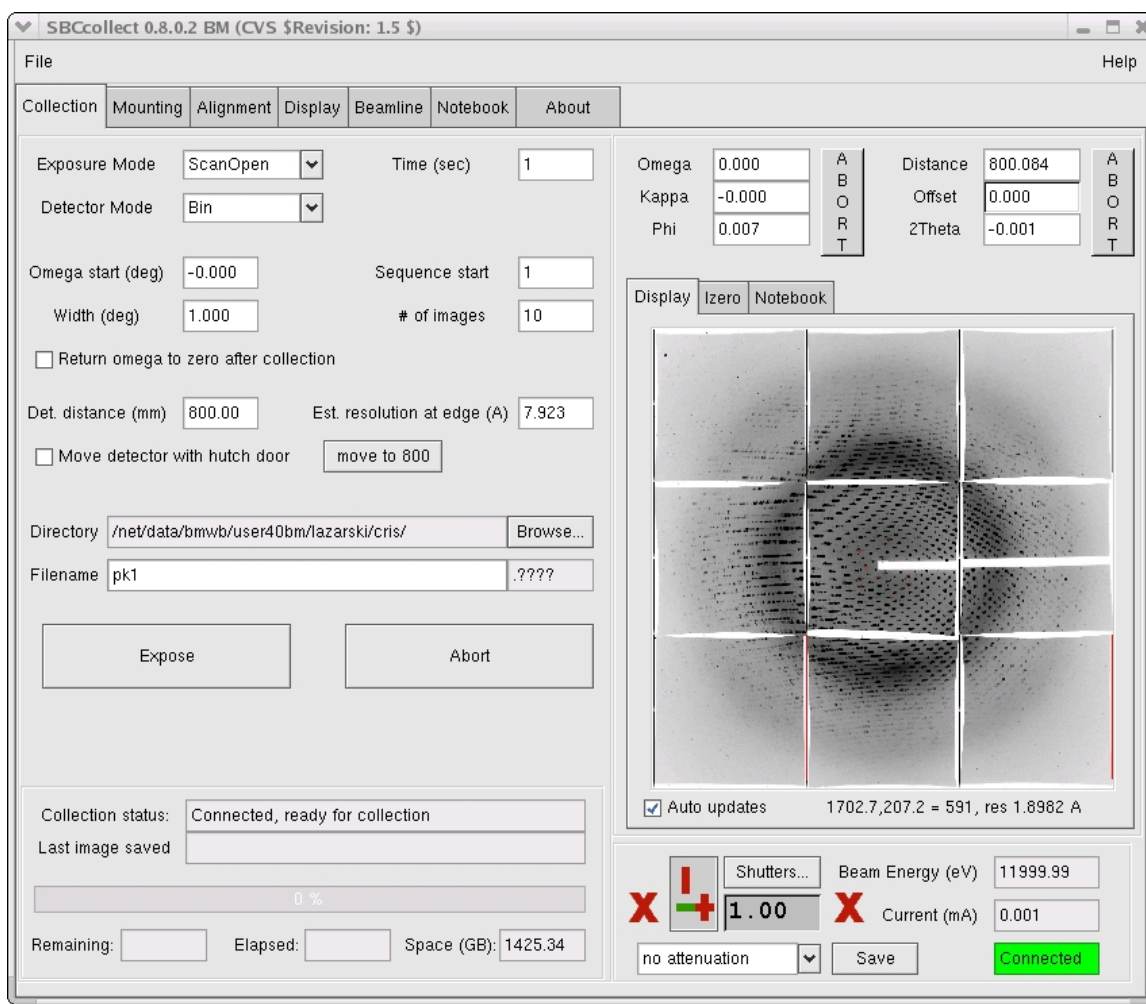 SBCcollect 0.8.0.2 BM (CVS $Revision: 1.5 $)
File Help
Collection Mounting Alignment Display Beamline Notebook About
Exposure Mode ScanOpen Time (sec) 1
Detector Mode Bin
Omega start (deg) -0.000 Sequence start 1
Width (deg) 1.000 # of images 10
Return omega to zero after collection
Det. distance (mm) 800.00 Est. resolution at edge (A) 7.923
Move detector with hutch door move to 800
Directory /net/data/bmwb/user40bm/lazarski/cris/ Browse...
Filename pk1 .????
Expose Abort
Collection status: Connected, ready for collection
Last image saved
0 %
Remaining: Elapsed: Space (GB): 1425.34
Omega 0.000 ABORT Distance 800.084 ABORT
Kappa -0.000 Offset 0.000
Phi 0.007 2Theta -0.001
Display Izero Notebook
Auto updates 1702.7,207.2 = 591, res 1.8982 A
Shutters... Beam Energy (eV) 11999.99
1.00 Current (mA) 0.001
no attenuation Save Connected